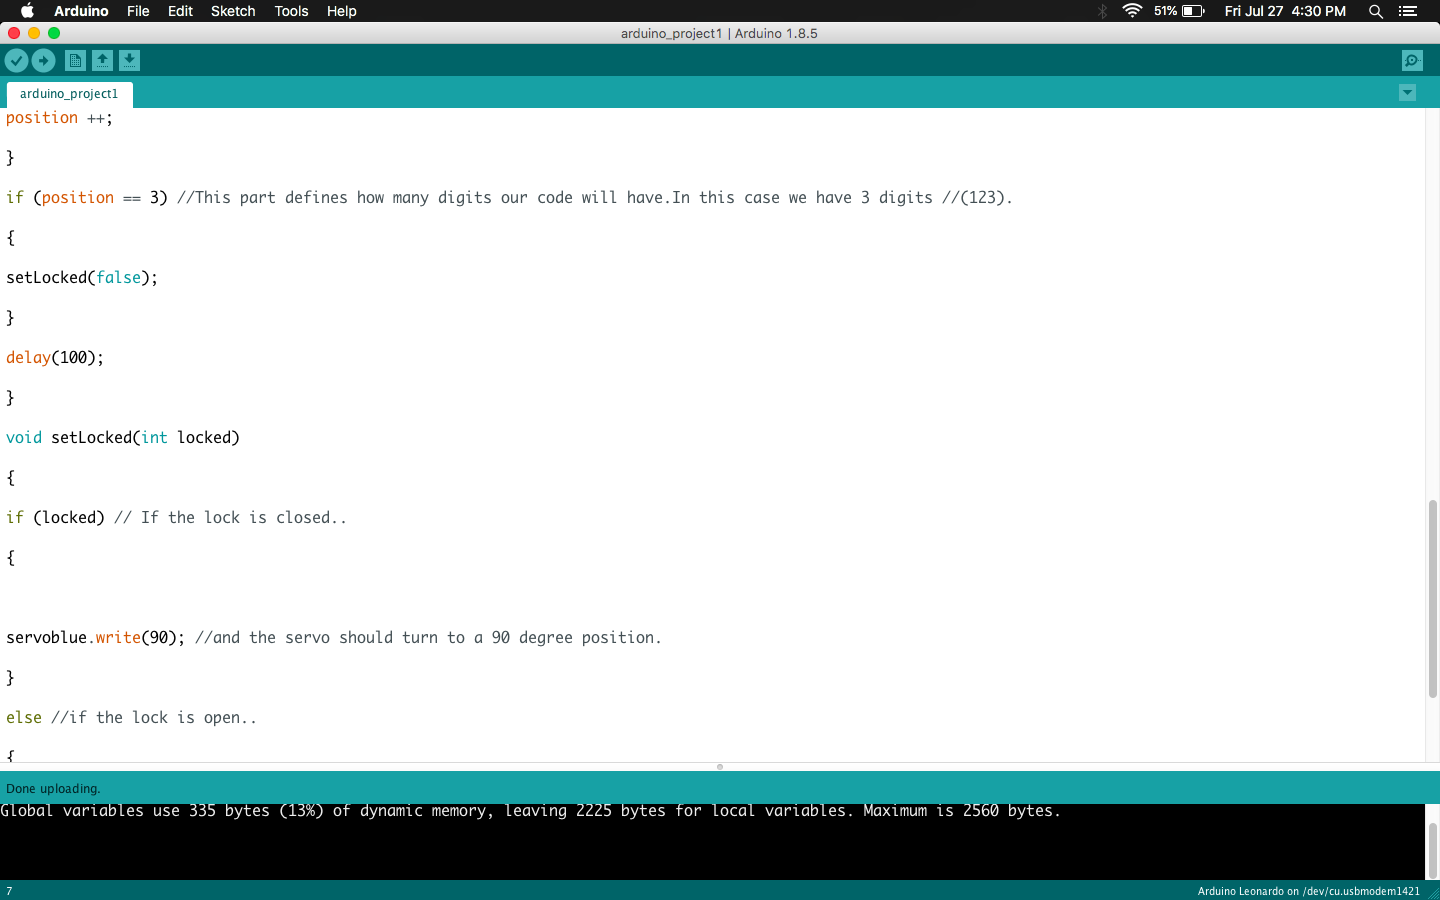 Arduino File Edit Sketch Tools Help 51% Fri Jul 27 4:30 PM
arduino_project1 | Arduino 1.8.5
arduino_project1
position ++;
}
if (position == 3) //This part defines how many digits our code will have.In this case we have 3 digits //(123).
{
setLocked(false);
}
delay(100);
}
void setLocked(int locked)
{
if (locked) // If the lock is closed..
{
servoblue.write(90); //and the servo should turn to a 90 degree position.
}
else //if the lock is open..
{
Done uploading.
Global variables use 335 bytes (13%) of dynamic memory, leaving 2225 bytes for local variables. Maximum is 2560 bytes.
7 Arduino Leonardo on /dev/cu.usbmodem1421